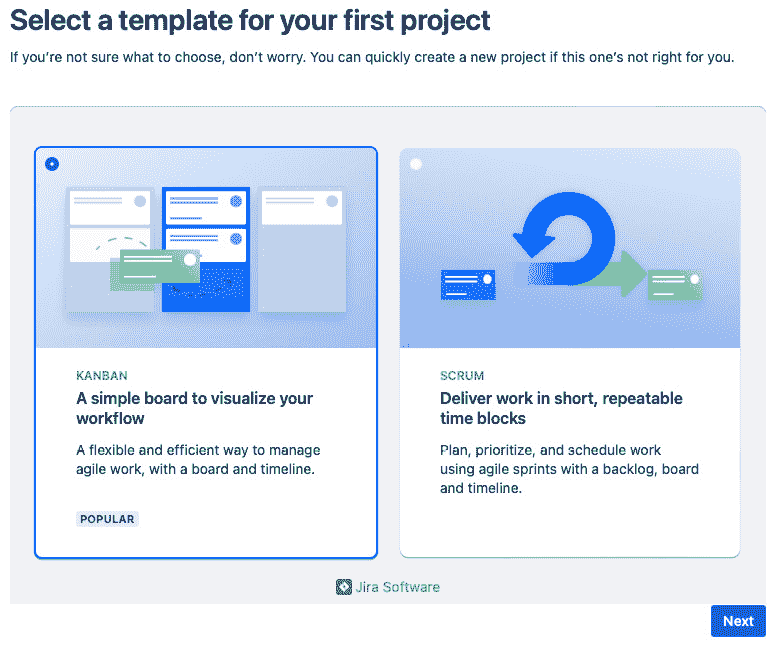 Select a template for your first project
If you're not sure what to choose, don't worry. You can quickly create a new project if this one's not right for you.
KANBAN
A simple board to visualize your
workflow
A flexible and efficient way to manage
agile work, with a board and timeline.
POPULAR
SCRUM
Deliver work in short, repeatable
time blocks
Plan, prioritize, and schedule work
using agile sprints with a backlog, board
and timeline.
Jira Software
Next